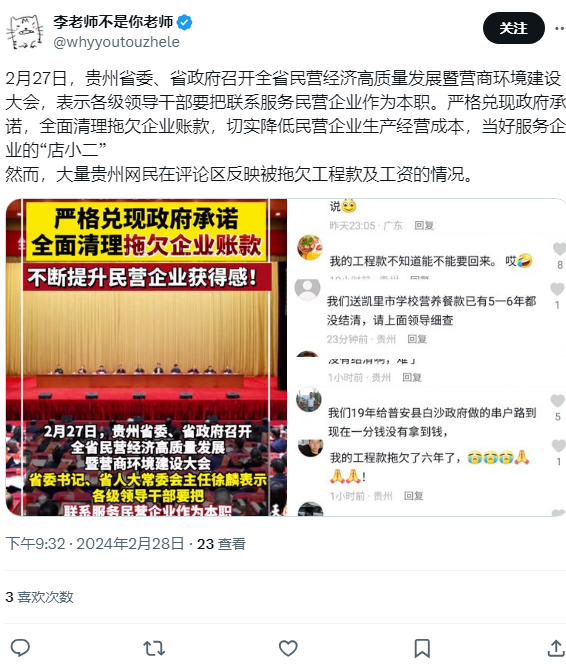 李老师不是你老师
@whyyoutouzhele
关注
2月27日，贵州省委、省政府召开全省民营经济高质量发展暨营商环境建设
大会，表示各级领导干部要把联系服务民营企业作为本职。严格兑现政府承
诺，全面清理拖欠企业账款，切实降低民营企业生产经营成本，当好服务企
业的“店小二”
然而，大量贵州网民在评论区反映被拖欠工程款及工资的情况。
严格兑现政府承诺
全面清理拖欠企业账款
不断提升民营企业获得感！
2月27日，贵州省委、省政府召开
全省民营经济高质量发展
暨营商环境建设大会
省委书记、省人大常委会主任徐麟表示
各级领导干部要把
联系服务民营企业作为本职
说😊
昨天23:05 · 广东 回复
我的工程款不知道能不能要回来。 哎🤣
8
我们送凯里市学校营养餐款已有5一6年都
没结清，请上面领导细查
1
23分钟前 · 贵州 回复
没有结清啊，难了
1小时前 · 贵州 回复
我们19年给普安县白沙政府做的串户路到
现在一分钱没有拿到钱，
5
我的工程款拖欠了六年了，😭😭😭🙏
🙏🙏！
1
1小时前 · 贵州 回复
下午9:32 · 2024年2月28日 · 23 查看
3 喜欢次数